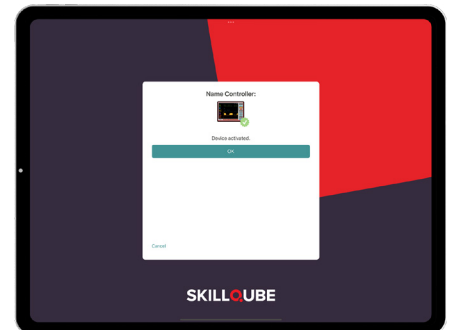 Name Controller:
Device activated.
OK
Cancel
SKILLQUBE